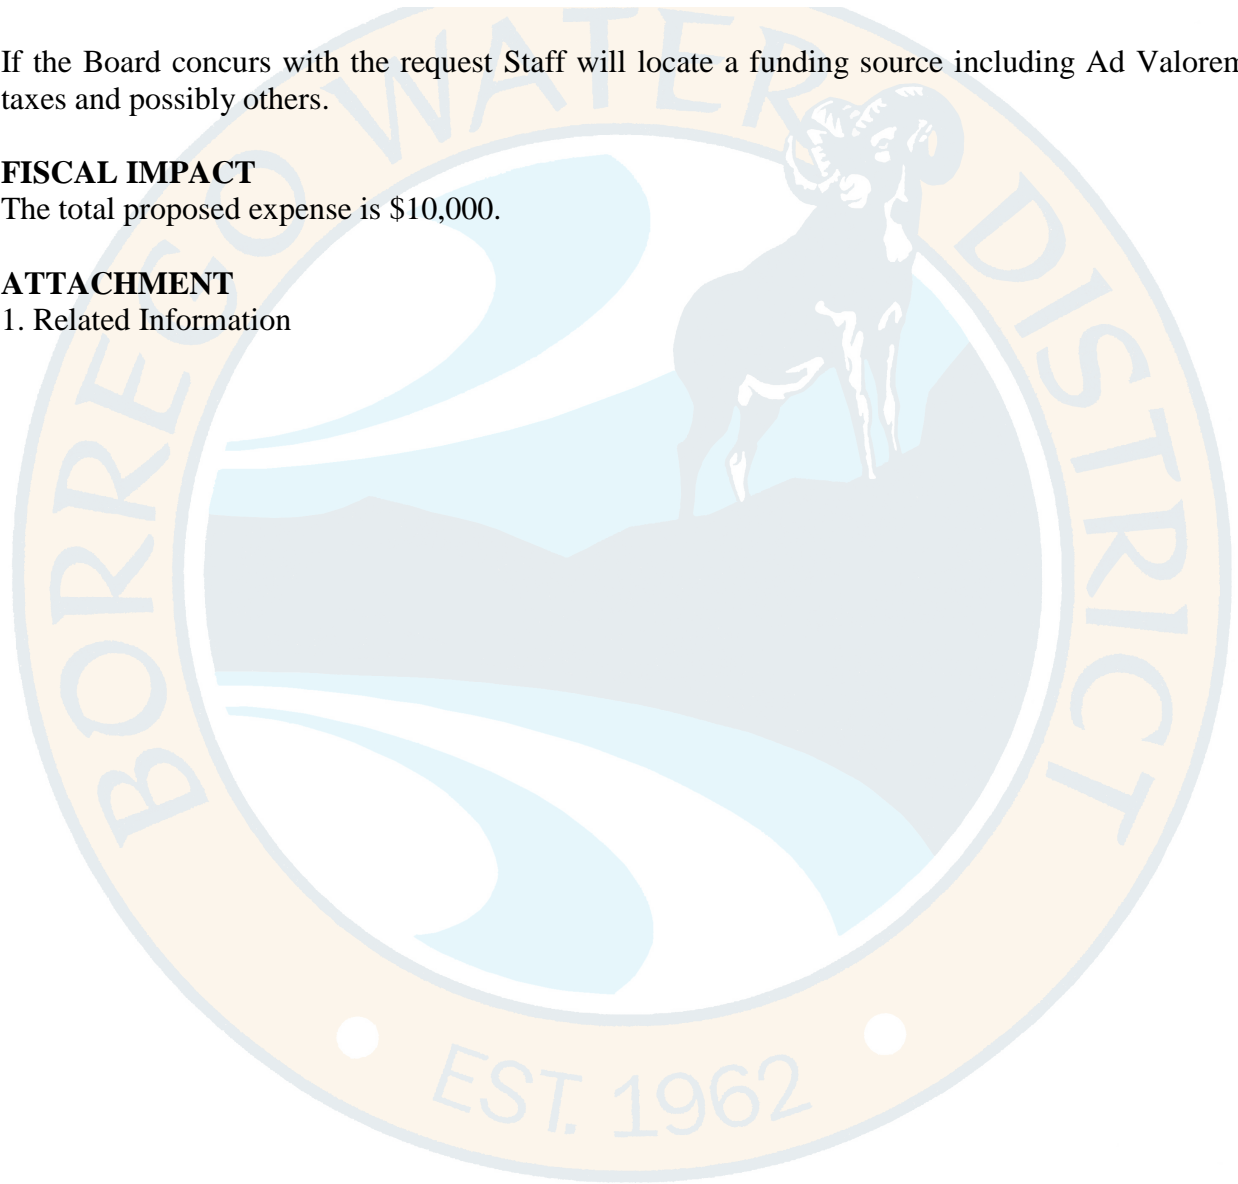 If the Board concurs with the request Staff will locate a funding source including Ad Valorem
taxes and possibly others.
FISCAL IMPACT
The total proposed expense is $10,000.
ATTACHMENT
1. Related Information
BORREGO WATER DISTRICT
EST. 1962